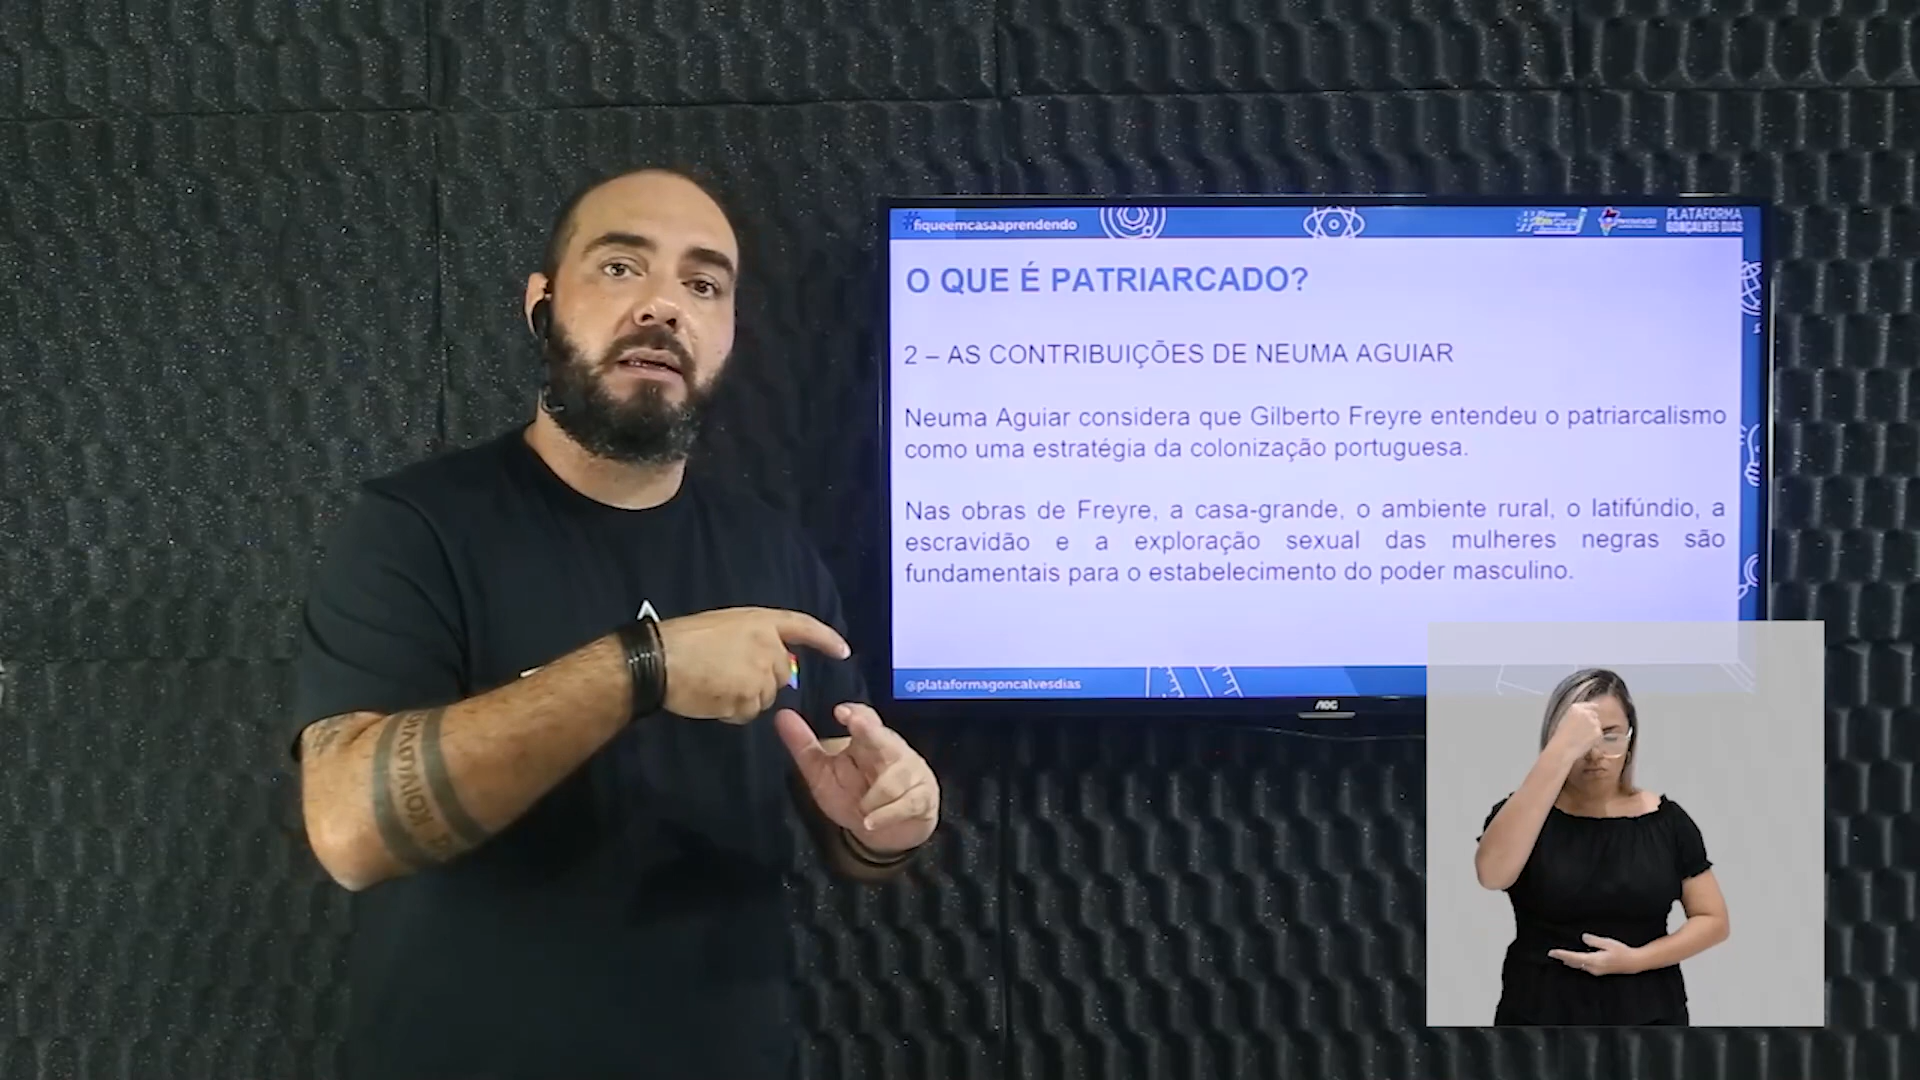 #fiqueemcasaaprendendo
PLATAFORMA
GONÇALVES DIAS
O QUE É PATRIARCADO?
2 – AS CONTRIBUIÇÕES DE NEUMA AGUIAR
Neuma Aguiar considera que Gilberto Freyre entendeu o patriarcalismo
como uma estratégia da colonização portuguesa.
Nas obras de Freyre, a casa-grande, o ambiente rural, o latifúndio, a
escravidão e a exploração sexual das mulheres negras são
fundamentais para o estabelecimento do poder masculino.
@plataformagoncalvesdias
AOC